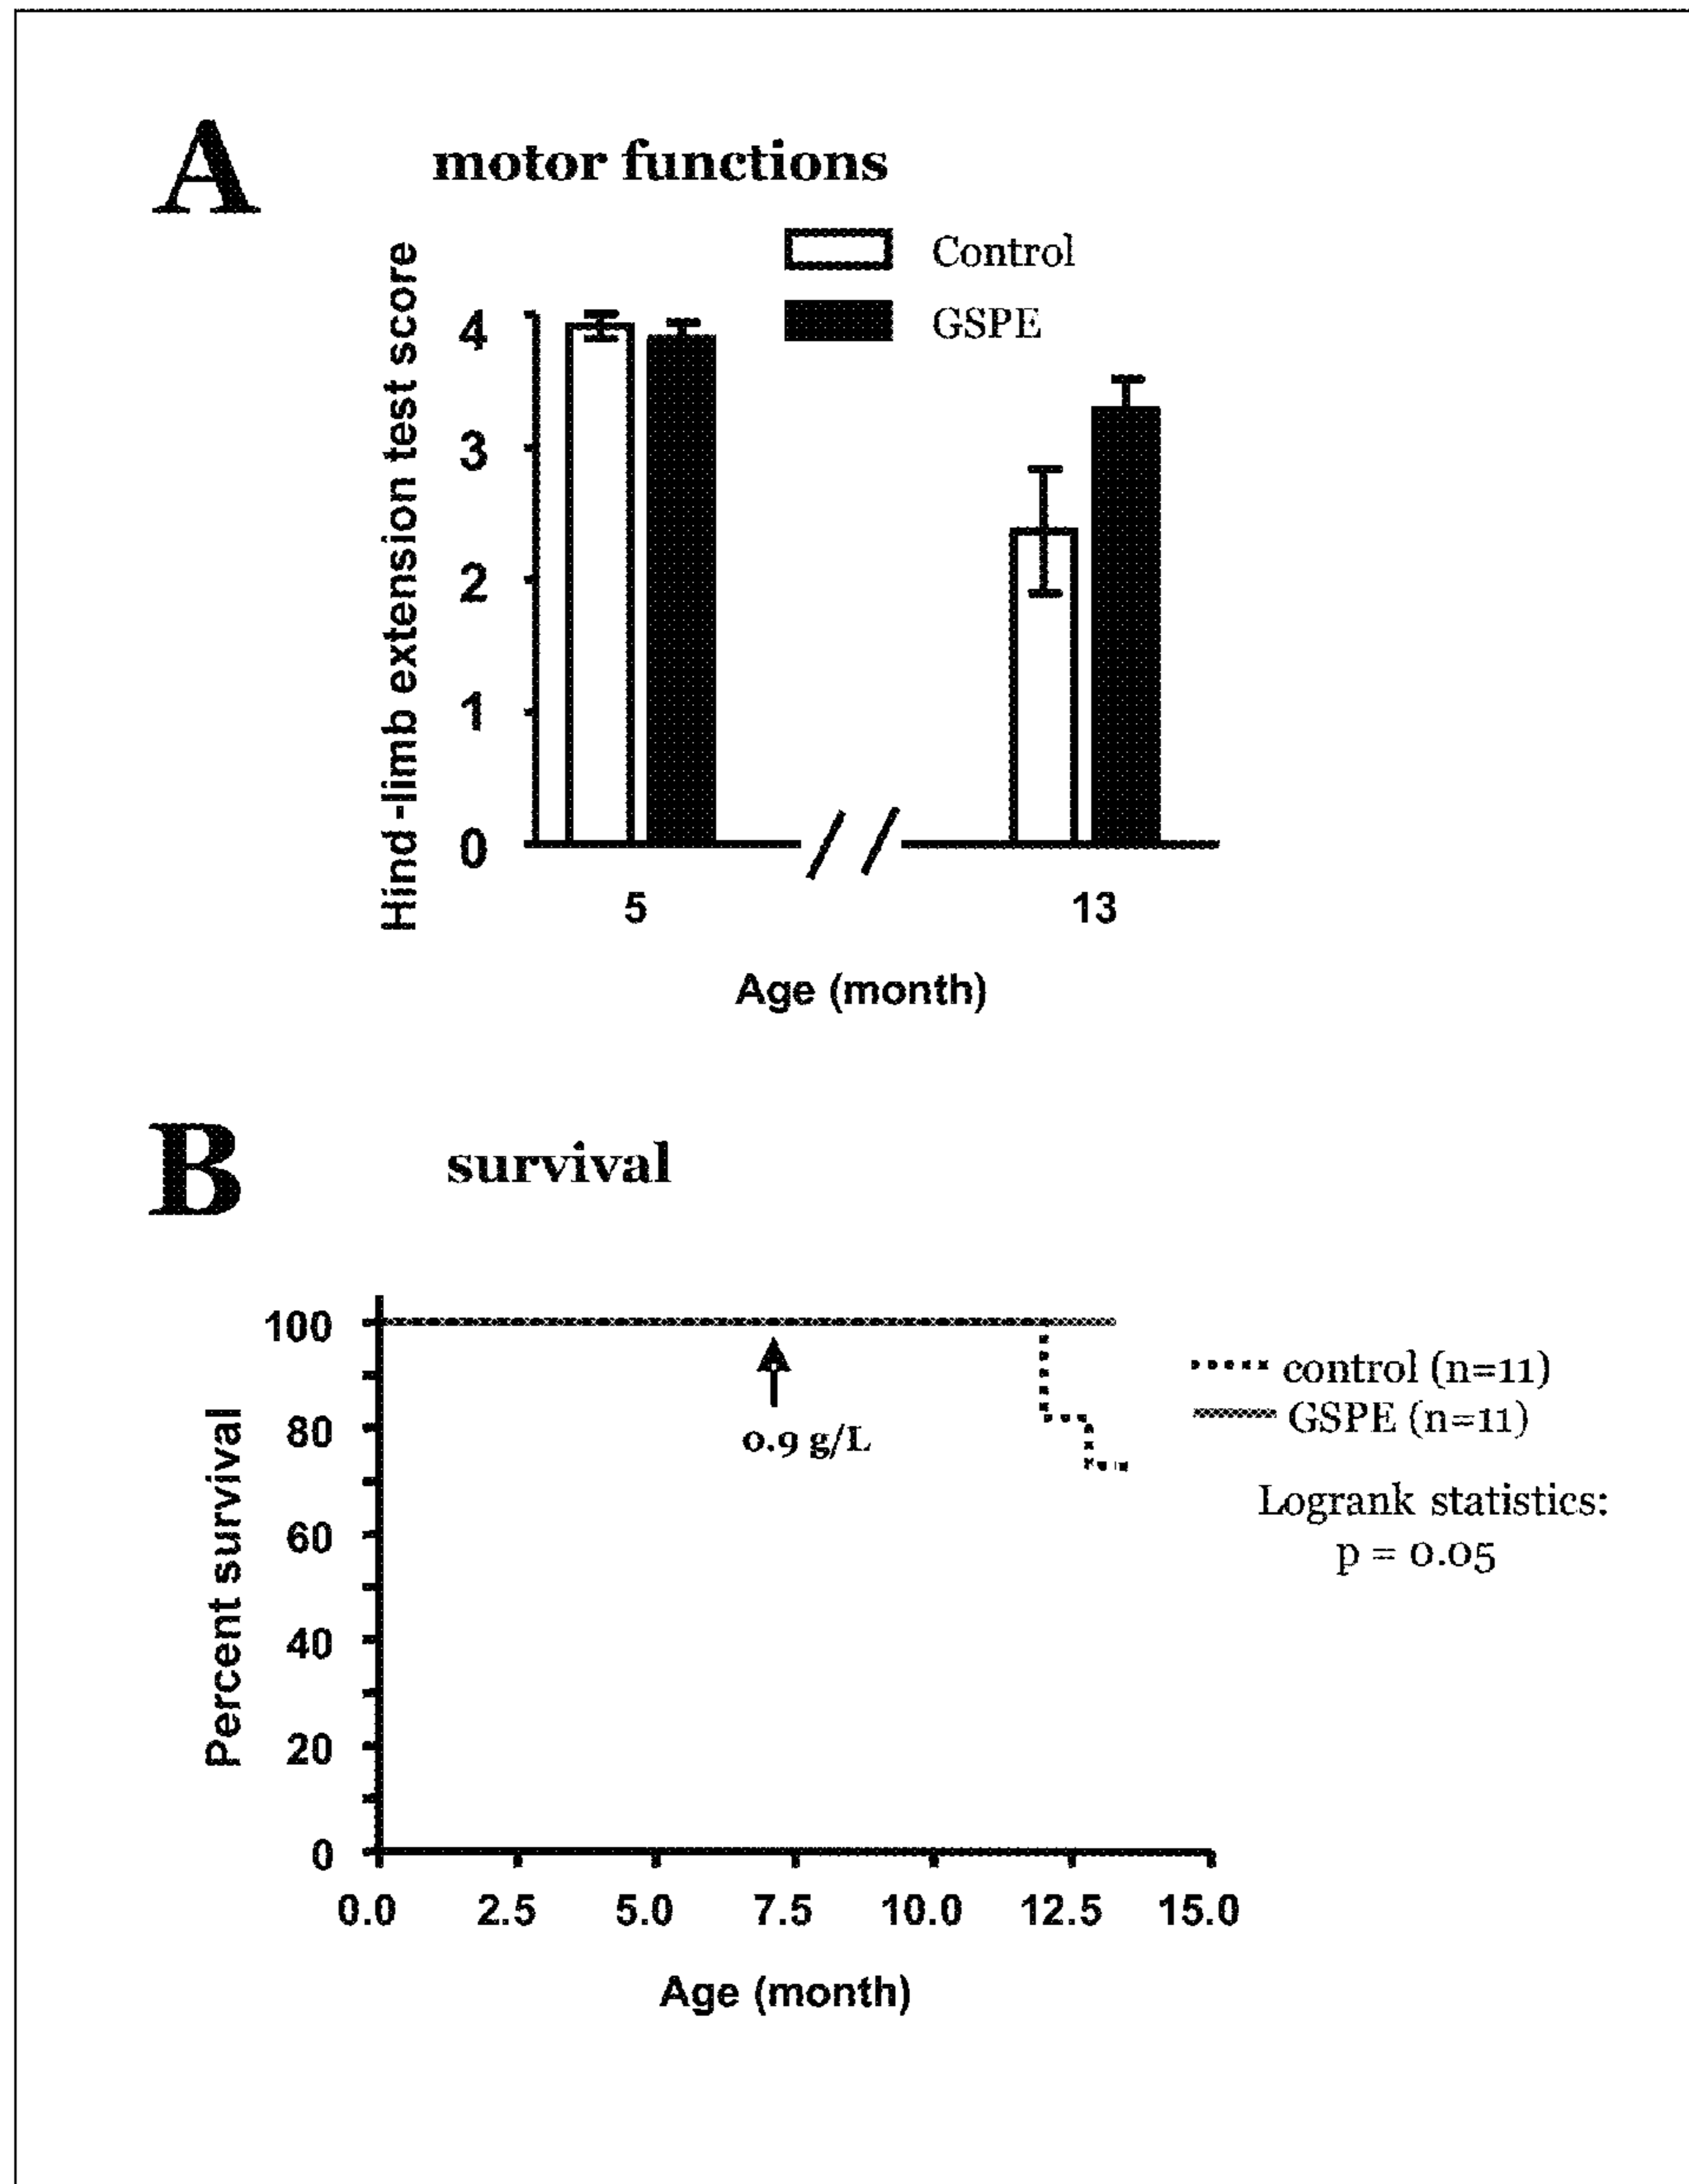 A motor functions
Control
GSPE
Hind-limb extension test score
4
3
2
1
0
5 13
Age (month)
B survival
100
80
60
40
20
0
Percent survival
0.9 g/L
control (n=11)
GSPE (n=11)
Logrank statistics:
p = 0.05
0.0 2.5 5.0 7.5 10.0 12.5 15.0
Age (month)